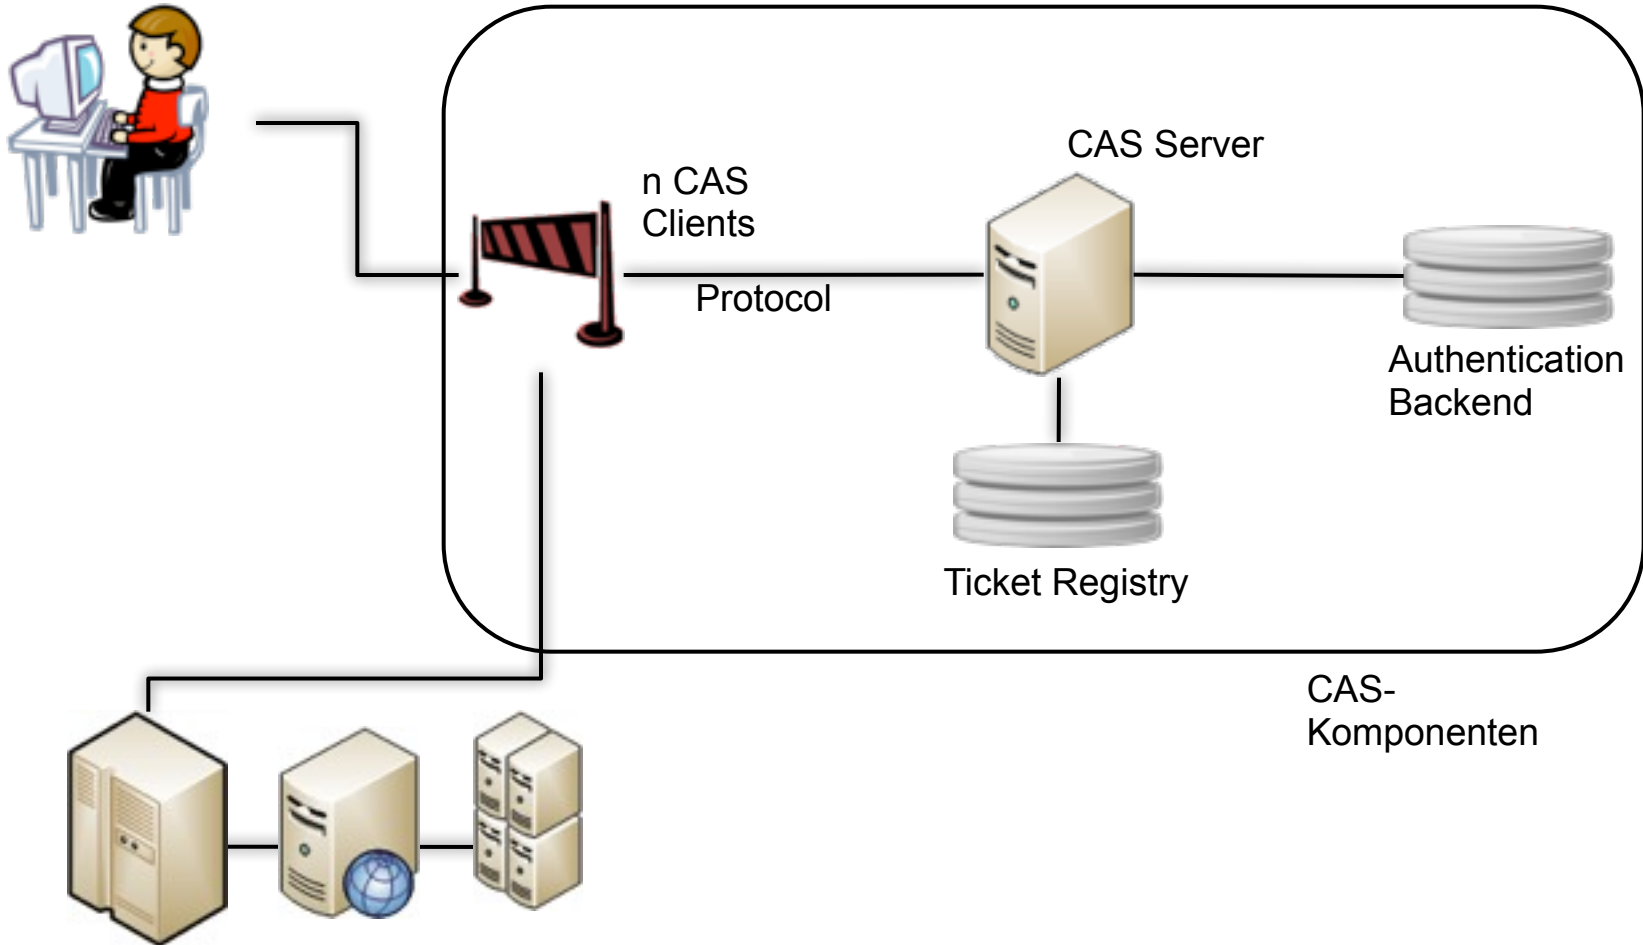 CAS Server
n CAS
Clients
Protocol
Authentication
Backend
Ticket Registry
CAS-
Komponenten